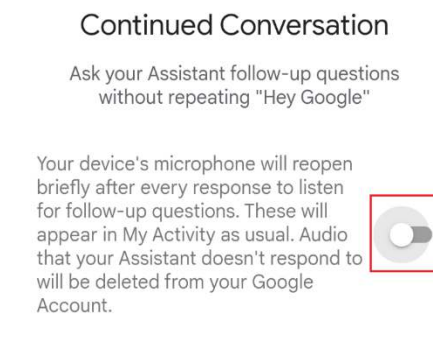 Continued Conversation
Ask your Assistant follow-up questions
without repeating "Hey Google"
Your device's microphone will reopen
briefly after every response to listen
for follow-up questions. These will
appear in My Activity as usual. Audio
that your Assistant doesn't respond to
will be deleted from your Google
Account.